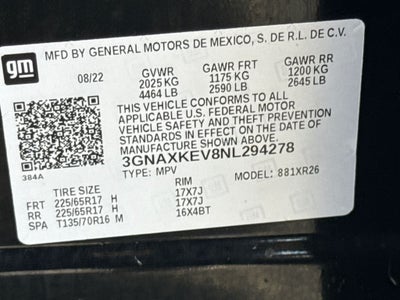 MFD BY GENERAL MOTORS DE MEXICO, S. DE R.L. DE C.V.
gm
08/22 GVWR GAWR FRT GAWR RR
2025 KG 1175 KG 1200 KG
4464 LB 2590 LB 2645 LB
THIS VEHICLE CONFORMS TO ALL
APPLICABLE U.S. FEDERAL MOTOR
VEHICLE SAFETY AND THEFT PREVENTION
STANDARDS IN EFFECT ON THE DATE OF
MANUFACTURE SHOWN ABOVE.
384A
3GNAXKEV8NL294278
TYPE: MPV MODEL: 881XR26
TIRE SIZE RIM
FRT 225/65R17 H 17X7J
RR 225/65R17 H 17X7J
SPA T135/70R16 M 16X4BT